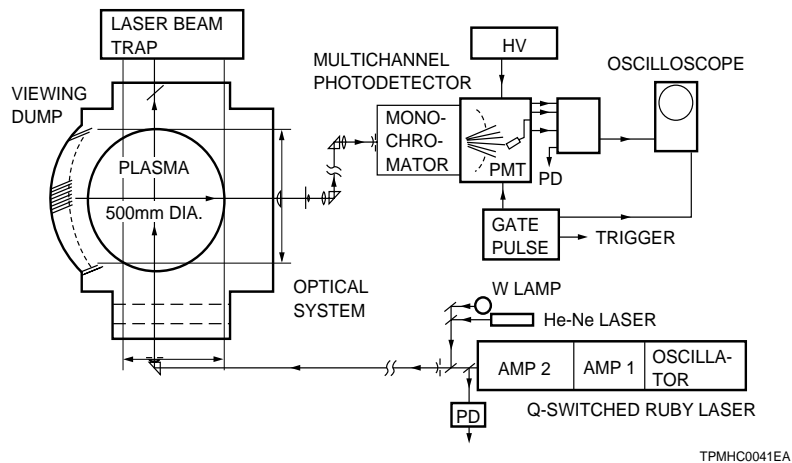 LASER BEAM
TRAP
HV
MULTICHANNEL
PHOTODETECTOR
OSCILLOSCOPE
VIEWING
DUMP
MONO-
CHRO-
MATOR
PMT
PD
PLASMA
500mm DIA.
GATE
PULSE
TRIGGER
OPTICAL
SYSTEM
W LAMP
He-Ne LASER
AMP 2
AMP 1
OSCILLA-
TOR
PD
Q-SWITCHED RUBY LASER
TPMHC0041EA